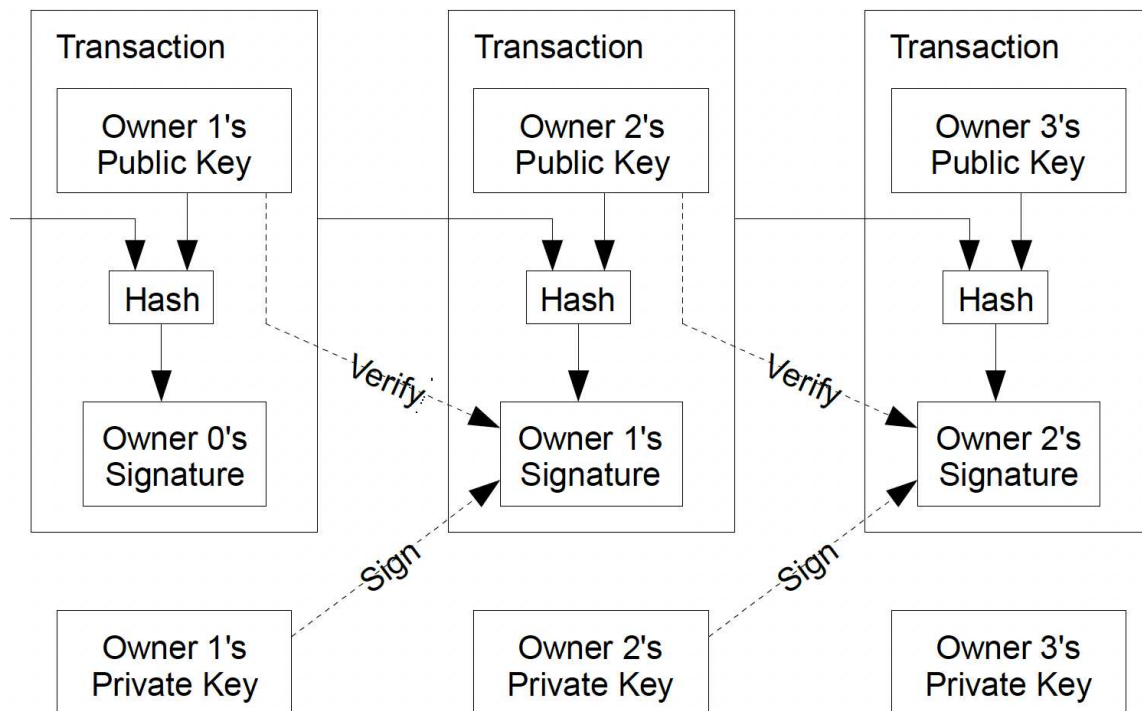 Transaction
Owner 1's
Public Key
Hash
Owner 0's
Signature
Transaction
Owner 2's
Public Key
Hash
Owner 1's
Signature
Transaction
Owner 3's
Public Key
Hash
Owner 2's
Signature
Verify
Verify
Sign
Sign
Owner 1's
Private Key
Owner 2's
Private Key
Owner 3's
Private Key